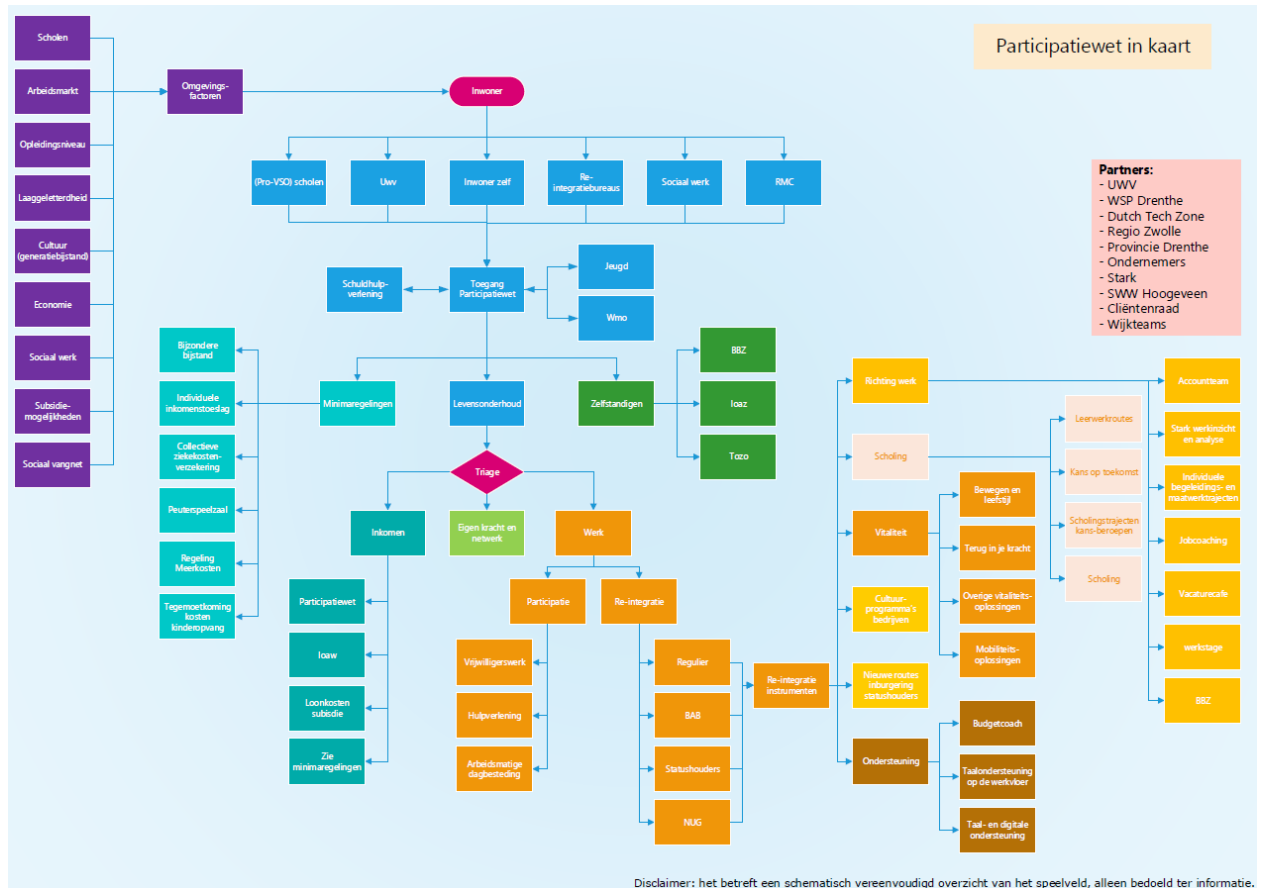 Participatiewet in kaart
Scholen
Arbeidsmarkt
Opleidingsniveau
Laaggeletterdheid
Cultuur
(generatiebijstand)
Economie
Sociaal werk
Subsidie-
mogelijkheden
Sociaal vangnet
Omgevings-
factoren
Inwoner
(Pro-VSO) scholen
Uwv
Inwoner zelf
Re-
integratiebureaus
Sociaal werk
RMC
Partners:
- UWV
- WSP Drenthe
- Dutch Tech Zone
- Regio Zwolle
- Provincie Drenthe
- Ondernemers
- Stark
- SWW Hoogeveen
- Cliëntenraad
- Wijkteams
Schuldhulp-
verlening
Toegang
Participatiewet
Jeugd
Wmo
Minimaregelingen
Levensonderhoud
Zelfstandigen
Bijzondere
bijstand
Individuele
inkomenstoeslag
Collectieve
ziekekosten-
verzekering
Peuterspeelzaal
Regeling
Meerkosten
Tegemoetkoming
kosten
kinderopvang
BBZ
Ioaz
Tozo
Triage
Inkomen
Eigen kracht en
netwerk
Werk
Participatiewet
Ioaw
Loonkosten
subisdie
Zie
minimaregelingen
Participatie
Re-integratie
Vrijwilligerswerk
Hulpverlening
Arbeidsmatige
dagbesteding
Regulier
BAB
Statushouders
NUG
Re-integratie
instrumenten
Richting werk
Scholing
Vitaliteit
Cultuur-
programma's
bedrijven
Nieuwe routes
inburgering
statushouders
Ondersteuning
Bewegen en
leefstijl
Terug in je kracht
Overige vitaliteits-
oplossingen
Mobiliteits-
oplossingen
Budgetcoach
Taalondersteuning
op de werkvloer
Taal- en digitale
ondersteuning
Leerwerkroutes
Kans op toekomst
Scholingstrajecten
kans-beroepen
Scholing
Accountteam
Stark werkinzicht
en analyse
Individuele
begeleidings- en
maatwerktrajecten
Jobcoaching
Vacaturecafe
werkstage
BBZ
Disclaimer: het betreft een schematisch vereenvoudigd overzicht van het speelveld, alleen bedoeld ter informatie.